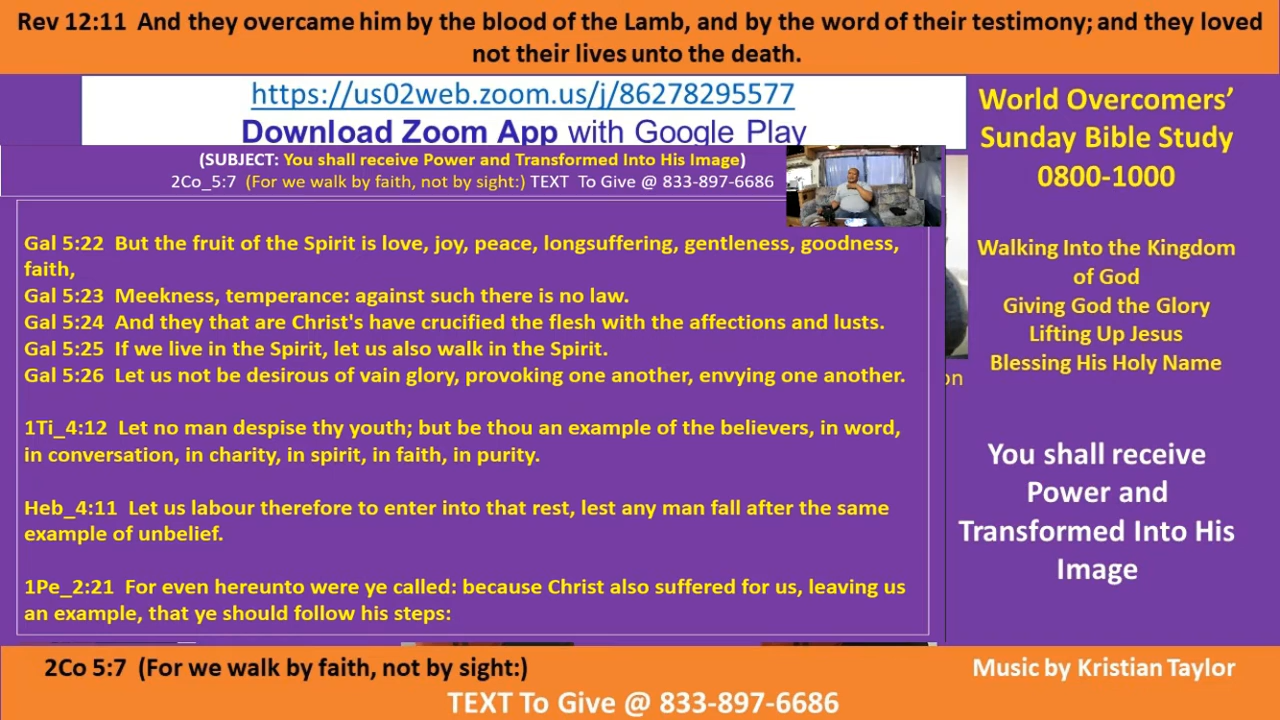 Rev 12:11  And they overcame him by the blood of the Lamb, and by the word of their testimony; and they loved
not their lives unto the death.
https://us02web.zoom.us/j/86278295577
Download Zoom App with Google Play
(SUBJECT: You shall receive Power and Transformed Into His Image)
2Co_5:7  (For we walk by faith, not by sight:) TEXT  To Give @ 833-897-6686
Gal 5:22  But the fruit of the Spirit is love, joy, peace, longsuffering, gentleness, goodness,
faith,
Gal 5:23  Meekness, temperance: against such there is no law.
Gal 5:24  And they that are Christ's have crucified the flesh with the affections and lusts.
Gal 5:25  If we live in the Spirit, let us also walk in the Spirit.
Gal 5:26  Let us not be desirous of vain glory, provoking one another, envying one another.
1Ti_4:12  Let no man despise thy youth; but be thou an example of the believers, in word,
in conversation, in charity, in spirit, in faith, in purity.
Heb_4:11  Let us labour therefore to enter into that rest, lest any man fall after the same
example of unbelief.
1Pe_2:21  For even hereunto were ye called: because Christ also suffered for us, leaving us
an example, that ye should follow his steps:
World Overcomers'
Sunday Bible Study
0800-1000
Walking Into the Kingdom
of God
Giving God the Glory
Lifting Up Jesus
Blessing His Holy Name
on
You shall receive
Power and
Transformed Into His
Image
2Co 5:7  (For we walk by faith, not by sight:)
Music by Kristian Taylor
TEXT To Give @ 833-897-6686